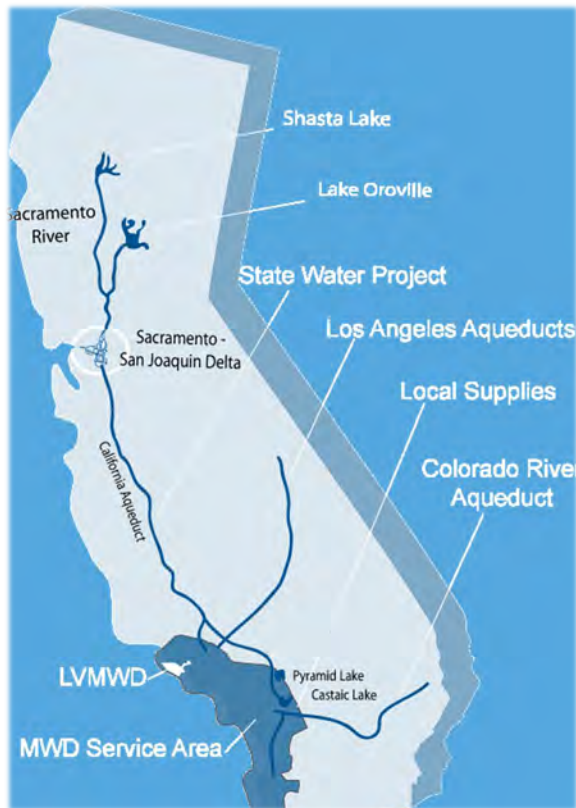 Shasta Lake
Lake Oroville
Sacramento
River
State Water Project
Los Angeles Aqueducts
Sacramento -
San Joaquin Delta
Local Supplies
California Aqueduct
Colorado River
Aqueduct
LVMWD
Pyramid Lake
Castaic Lake
MWD Service Area